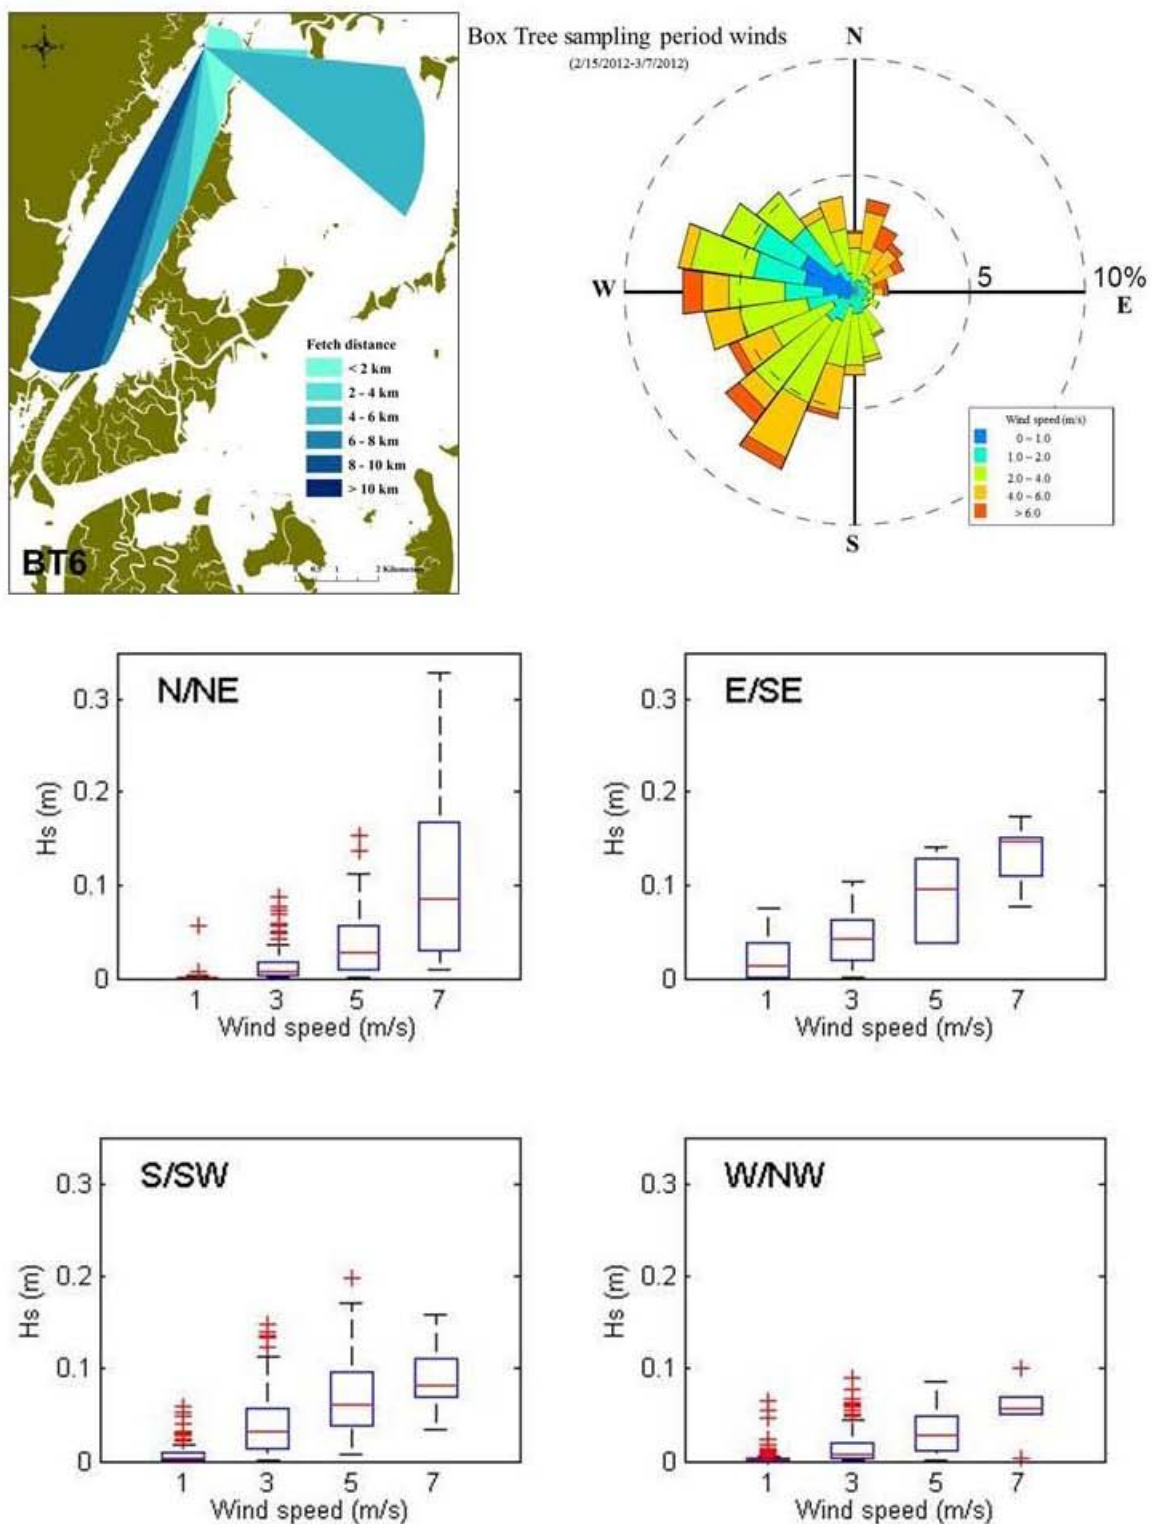 Box Tree sampling period winds
(2/15/2012-3/7/2012)
N
W
5
10%
E
S
Fetch distance
< 2 km
2 - 4 km
4 - 6 km
6 - 8 km
8 - 10 km
> 10 km
BT6
0 0.5 1 2 Kilometers
Wind speed (m/s)
0 – 1.0
1.0 – 2.0
2.0 – 4.0
4.0 – 6.0
> 6.0
N/NE
Hs (m)
0.3
0.2
0.1
0
1 3 5 7
Wind speed (m/s)
E/SE
Hs (m)
0.3
0.2
0.1
0
1 3 5 7
Wind speed (m/s)
S/SW
Hs (m)
0.3
0.2
0.1
0
1 3 5 7
Wind speed (m/s)
W/NW
Hs (m)
0.3
0.2
0.1
0
1 3 5 7
Wind speed (m/s)